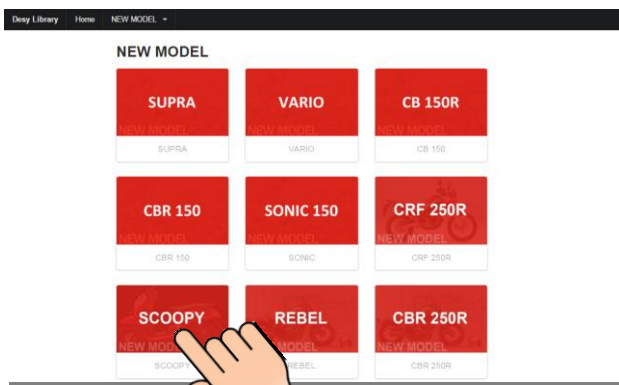 Desy Library Home NEW MODEL
NEW MODEL
SUPRA VARIO CB 150R
NEW MODEL NEW MODEL NEW MODEL
SUPRA VARIO CB 150
CBR 150 SONIC 150 CRF 250R
NEW MODEL NEW MODEL NEW MODEL
CBR 150 SONIC CRF 250R
SCOOPY REBEL CBR 250R
NEW MOD MODEL NEW MODEL
SCOOPY REBEL CBR 250R